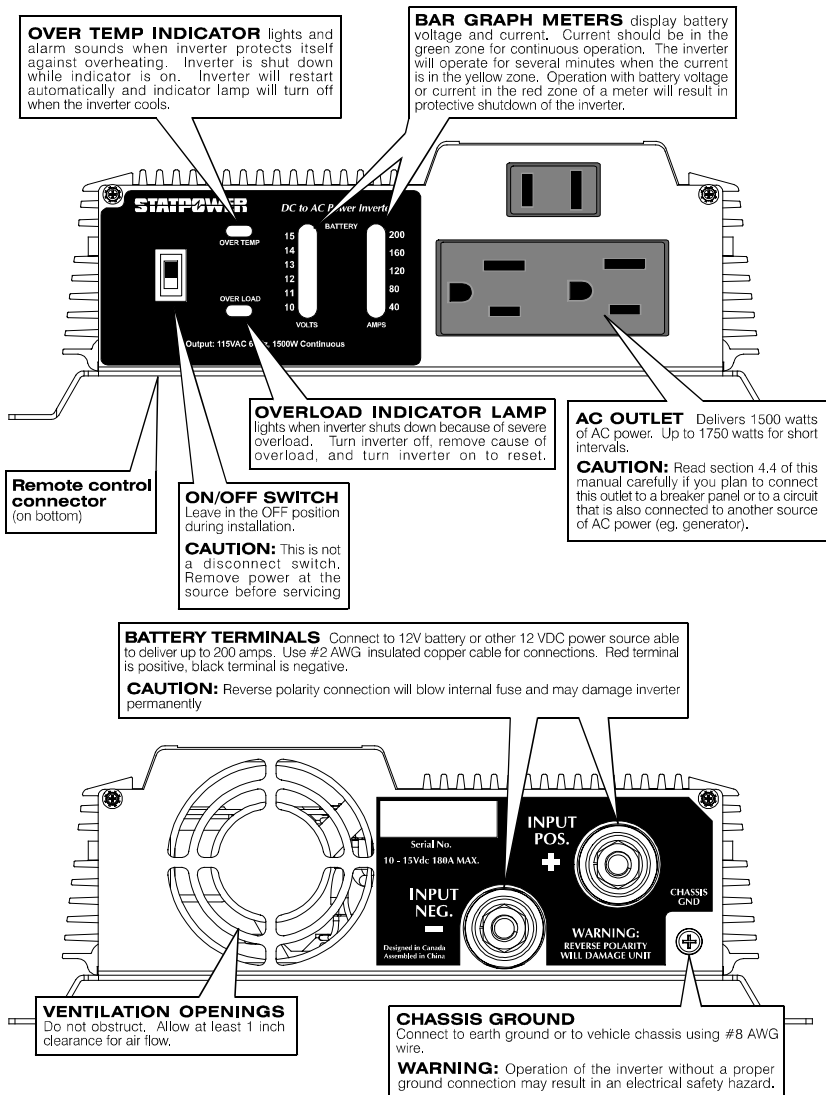 OVER TEMP INDICATOR lights and
alarm sounds when inverter protects itself
against overheating. Inverter is shut down
while indicator is on. Inverter will restart
automatically and indicator lamp will turn off
when the inverter cools.
BAR GRAPH METERS display battery
voltage and current. Current should be in the
green zone for continuous operation. The inverter
will operate for several minutes when the current
is in the yellow zone. Operation with battery voltage
or current in the red zone of a meter will result in
protective shutdown of the inverter.
STATPOWER
DC to AC Power Inverter
OVER TEMP
BATTERY
15
14
13
12
11
10
VOLTS
200
160
120
80
40
AMPS
OVER LOAD
Output: 115VAC 6 z, 1500W Continuous
OVERLOAD INDICATOR LAMP
lights when inverter shuts down because of severe
overload. Turn inverter off, remove cause of
overload, and turn inverter on to reset.
AC OUTLET Delivers 1500 watts
of AC power. Up to 1750 watts for short
intervals.
CAUTION: Read section 4.4 of this
manual carefully if you plan to connect
this outlet to a breaker panel or to a circuit
that is also connected to another source
of AC power (eg. generator).
Remote control
connector
(on bottom)
ON/OFF SWITCH
Leave in the OFF position
during installation.
CAUTION: This is not
a disconnect switch.
Remove power at the
source before servicing
BATTERY TERMINALS Connect to 12V battery or other 12 VDC power source able
to deliver up to 200 amps. Use #2 AWG insulated copper cable for connections. Red terminal
is positive, black terminal is negative.
CAUTION: Reverse polarity connection will blow internal fuse and may damage inverter
permanently
Serial No.
10 - 15Vdc 180A MAX.
INPUT
NEG.
-
Designed in Canada
Assembled in China
INPUT
POS.
+
WARNING:
REVERSE POLARITY
WILL DAMAGE UNIT
CHASSIS
GND
VENTILATION OPENINGS
Do not obstruct. Allow at least 1 inch
clearance for air flow.
CHASSIS GROUND
Connect to earth ground or to vehicle chassis using #8 AWG
wire.
WARNING: Operation of the inverter without a proper
ground connection may result in an electrical safety hazard.